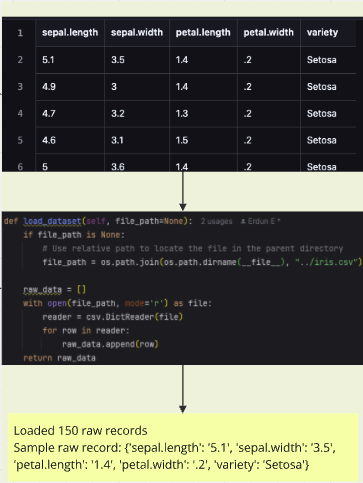 1 sepal.length sepal.width petal.length petal.width variety
2 5.1 3.5 1.4 .2 Setosa
3 4.9 3 1.4 .2 Setosa
4 4.7 3.2 1.3 .2 Setosa
5 4.6 3.1 1.5 .2 Setosa
6 5 3.6 1.4 .2 Setosa
def load_dataset(self, file_path=None): 2 usages Erdun E *
if file_path is None:
# Use relative path to locate the file in the parent directory
file_path = os.path.join(os.path.dirname(__file__), "../iris.csv")
raw_data = []
with open(file_path, mode='r') as file:
reader = csv.DictReader(file)
for row in reader:
raw_data.append(row)
return raw_data
Loaded 150 raw records
Sample raw record: {'sepal.length': '5.1', 'sepal.width': '3.5',
'petal.length': '1.4', 'petal.width': '.2', 'variety': 'Setosa'}